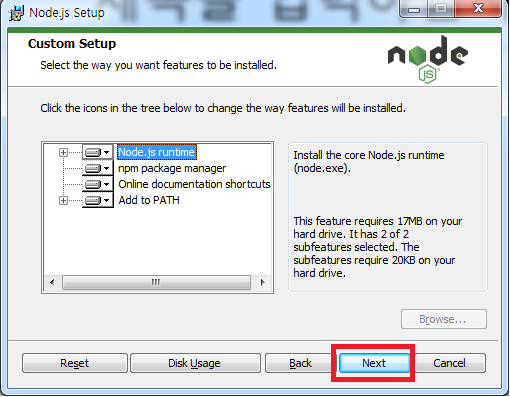 Node.js Setup
Custom Setup
Select the way you want features to be installed.
node
JS
Click the icons in the tree below to change the way features will be installed.
Node.js runtime
npm package manager
Online documentation shortcuts
Add to PATH
Install the core Node.js runtime
(node.exe).
This feature requires 17MB on your
hard drive. It has 2 of 2
subfeatures selected. The
subfeatures require 20KB on your
hard drive.
Browse...
Reset
Disk Usage
Back
Next
Cancel